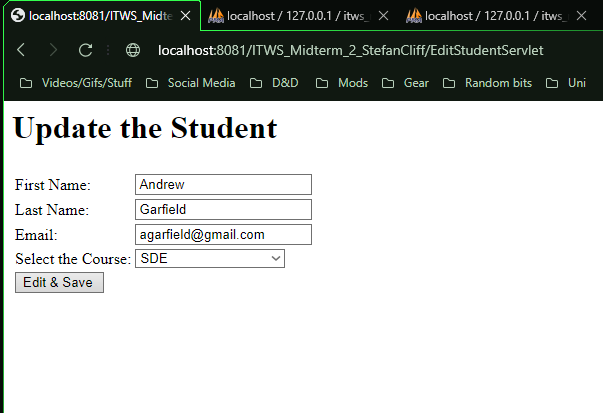 localhost:8081/ITWS_Midte
localhost / 127.0.0.1 / itws_
localhost / 127.0.0.1 / itws_
localhost:8081/ITWS_Midterm_2_StefanCliff/EditStudentServlet
Videos/Gifs/Stuff Social Media D&D Mods Gear Random bits Uni
Update the Student
First Name: Andrew
Last Name: Garfield
Email: agarfield@gmail.com
Select the Course: SDE
Edit & Save